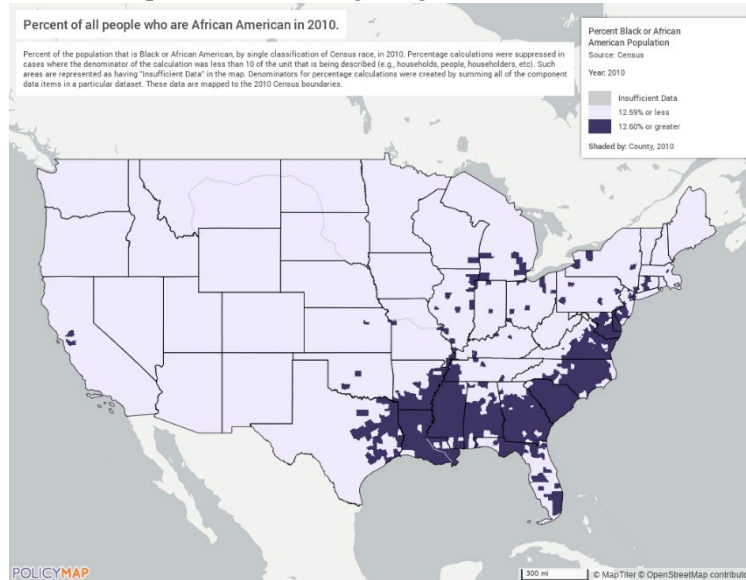 Percent of all people who are African American in 2010.
Percent of the population that is Black or African American, by single classification of Census race, in 2010. Percentage calculations were suppressed in
cases where the denominator of the calculation was less than 10 of the unit that is being described (e.g., households, people, householders, etc). Such
areas are represented as having "Insufficient Data" in the map. Denominators for percentage calculations were created by summing all of the component
data items in a particular dataset. These data are mapped to the 2010 Census boundaries.
Percent Black or African
American Population
Source: Census
Year: 2010
Insufficient Data
12.59% or less
12.60% or greater
Shaded by: County, 2010
POLICYMAP
300 mi
© MapTiler © OpenStreetMap contributo